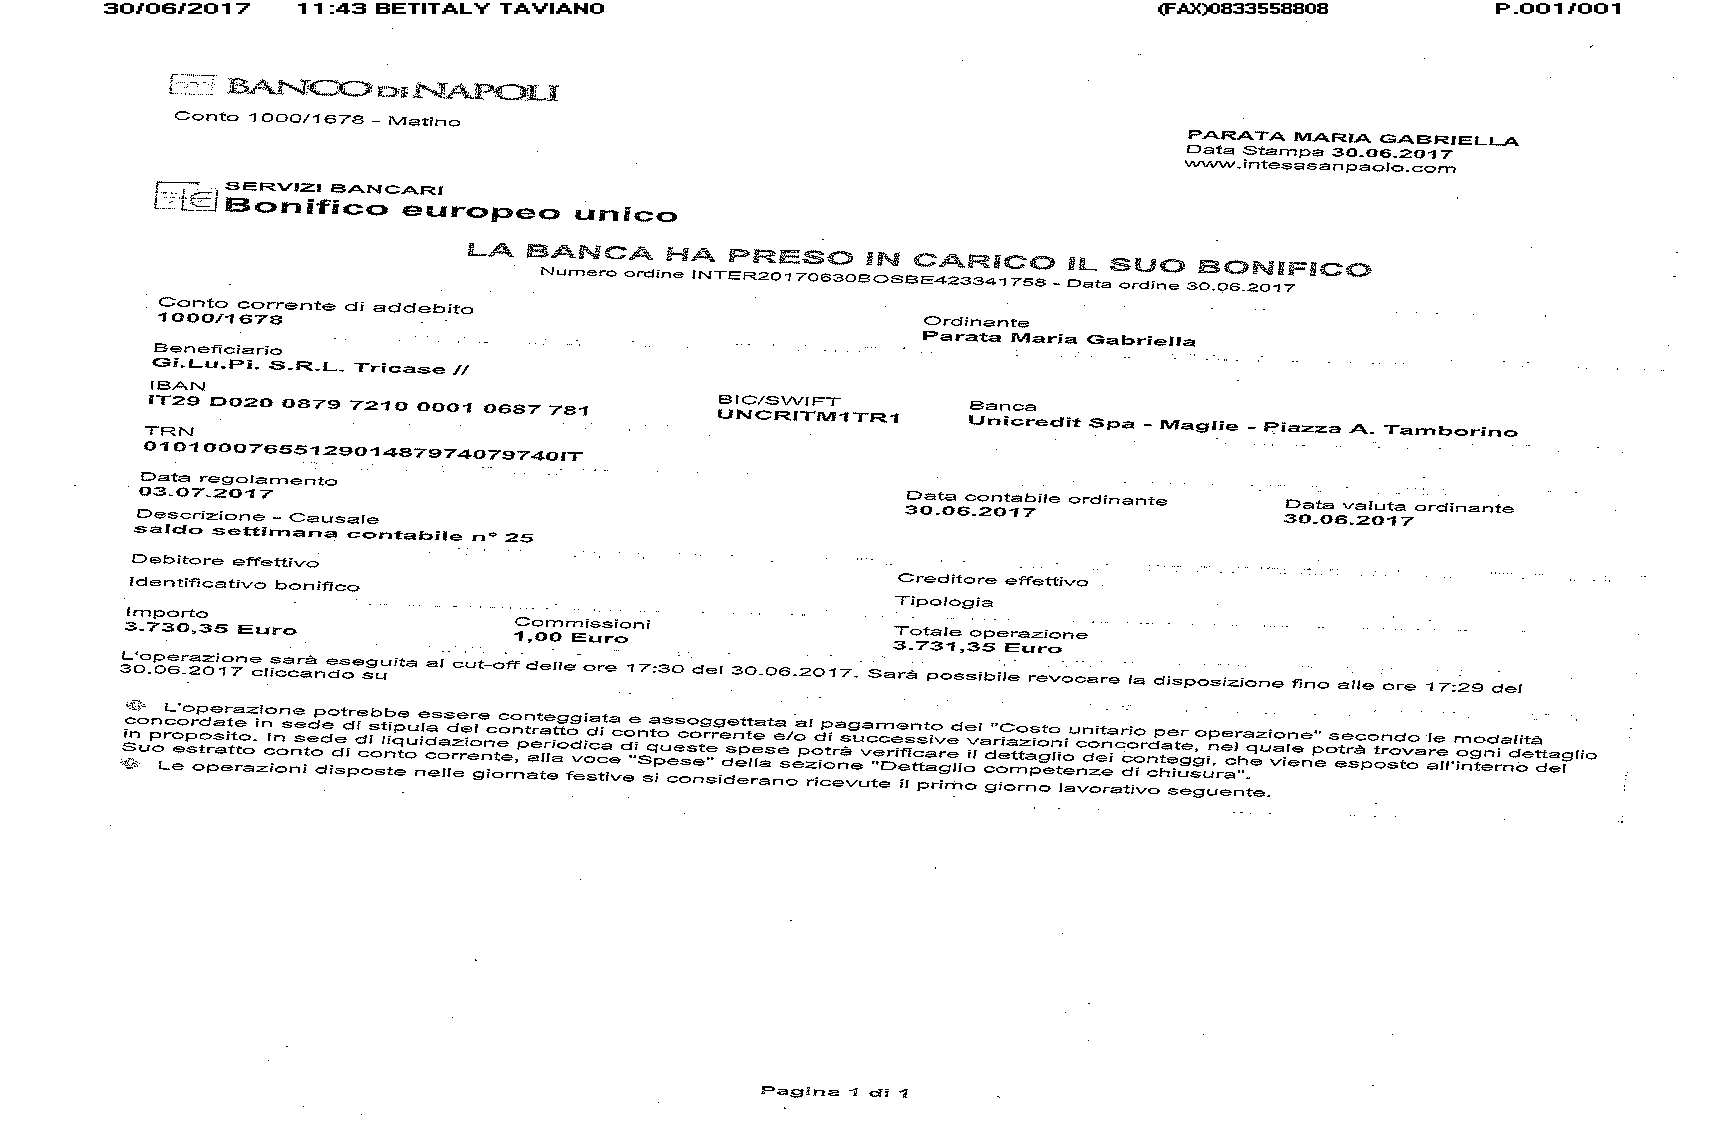 30/06/2017 11:43 BETITALY TAVIANO (FAX)0833558808 P.001/001
BANCO DI NAPOLI
Conto 1000/1678 - Matino
PARATA MARIA GABRIELLA
Data Stampa 30.06.2017
www.intesasanpaolo.com
SERVIZI BANCARI
Bonifico europeo unico
LA BANCA HA PRESO IN CARICO IL SUO BONIFICO
Numero ordine INTER20170630BOSBE423341758 - Data ordine 30.06.2017
Conto corrente di addebito
1000/1678
Ordinante
Parata Maria Gabriella
Beneficiario
Gi.Lu.Pi. S.R.L. Tricase //
IBAN
IT29 D020 0879 7210 0001 0687 781
BIC/SWIFT
UNCRITM1TR1
Banca
Unicredit Spa - Maglie - Piazza A. Tamborino
TRN
0101000765512901487974079740IT
Data regolamento
03.07.2017
Data contabile ordinante
30.06.2017
Data valuta ordinante
30.06.2017
Descrizione - Causale
saldo settimana contabile n° 25
Debitore effettivo
Creditore effettivo
Identificativo bonifico
Tipologia
Importo
3.730,35 Euro
Commissioni
1,00 Euro
Totale operazione
3.731,35 Euro
L'operazione sarà eseguita al cut-off delle ore 17:30 del 30.06.2017. Sarà possibile revocare la disposizione fino alle ore 17:29 del
30.06.2017 cliccando su
L'operazione potrebbe essere conteggiata e assoggettata al pagamento del "Costo unitario per operazione" secondo le modalità
concordate in sede di stipula del contratto di conto corrente e/o di successive variazioni concordate, nel quale potrà trovare ogni dettaglio
in proposito. In sede di liquidazione periodica di queste spese potrà verificare il dettaglio dei conteggi, che viene esposto all'interno del
Suo estratto conto di conto corrente, alla voce "Spese" della sezione "Dettaglio competenze di chiusura".
Le operazioni disposte nelle giornate festive si considerano ricevute il primo giorno lavorativo seguente.
Pagina 1 di 1